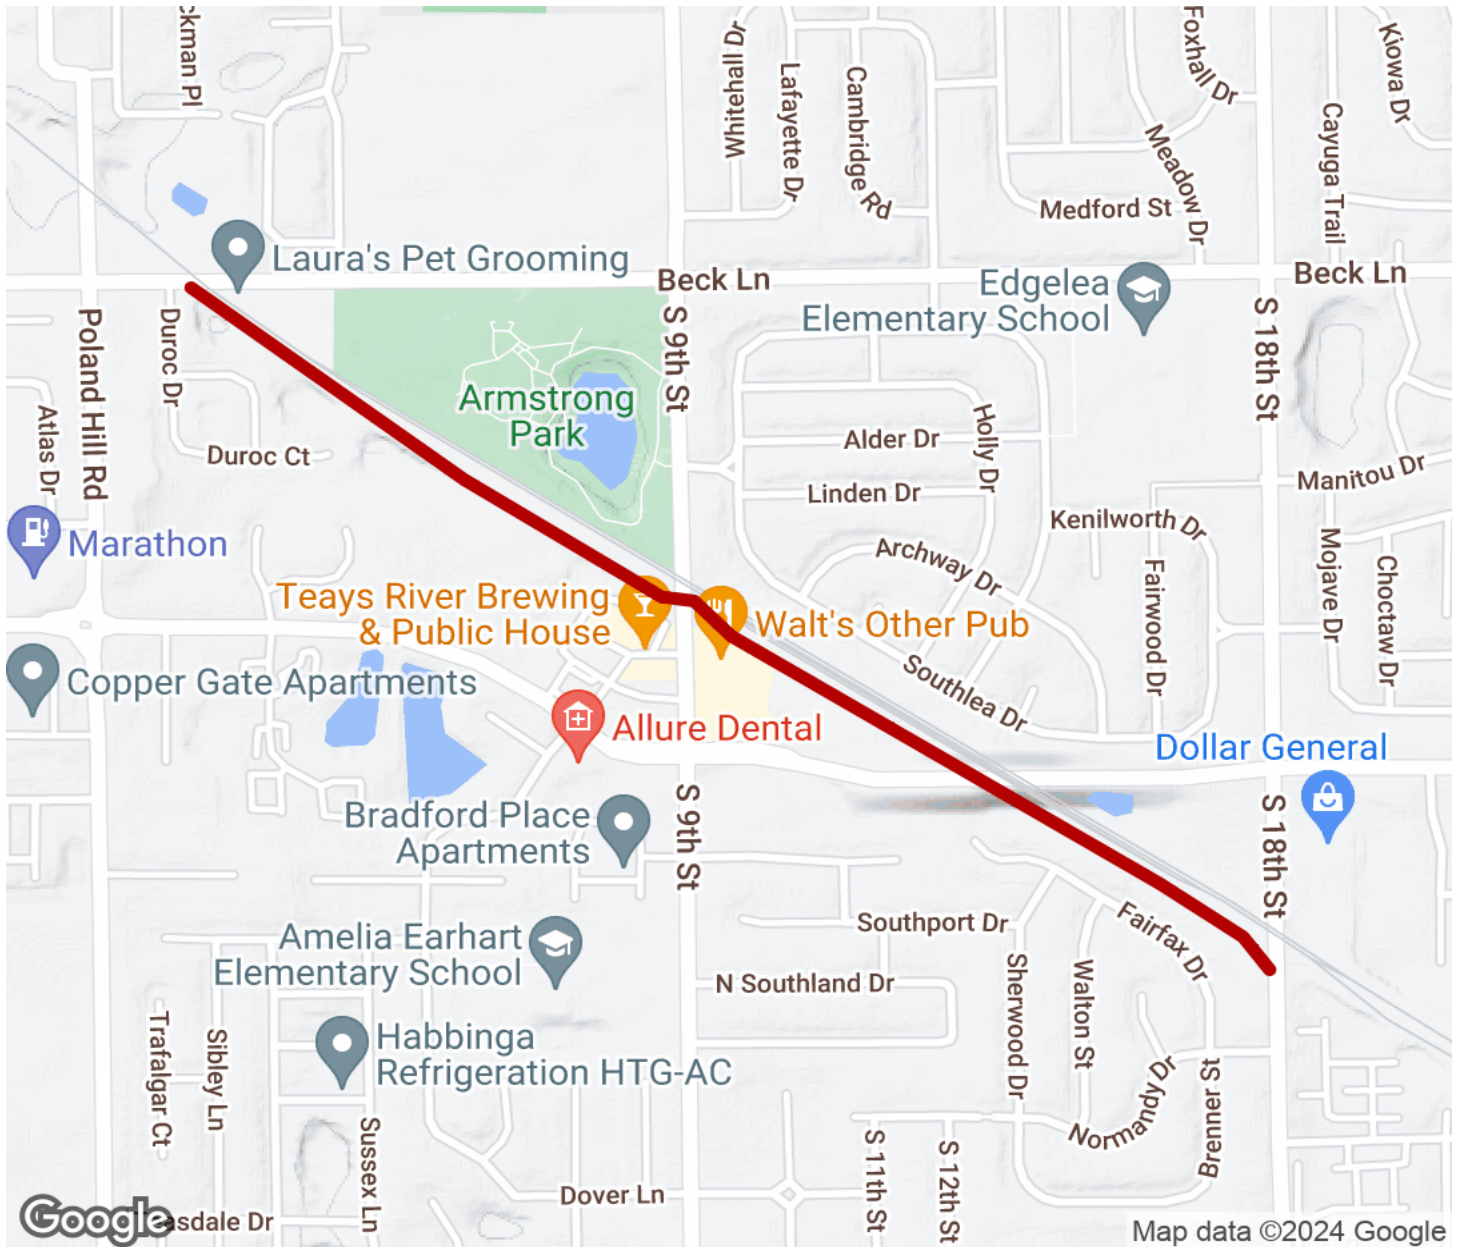 ckman Pl
Whitehall Dr
Lafayette Dr
Cambridge Rd
Foxhall Dr
Kiowa Dr
Meadow Dr
Cayuga Trail
Medford St
Laura's Pet Grooming
Beck Ln
Edgelea
Elementary School
Beck Ln
Poland Hill Rd
Duroc Dr
S 9th St
S 18th St
Armstrong
Park
Atlas Dr
Duroc Ct
Alder Dr
Holly Dr
Linden Dr
Manitou Dr
Kenilworth Dr
Marathon
Archway Dr
Fairwood Dr
Mojave Dr
Choctaw Dr
Teays River Brewing
& Public House
Walt's Other Pub
Copper Gate Apartments
Southlea Dr
Allure Dental
Dollar General
S 9th St
S 18th St
Bradford Place
Apartments
Southport Dr
Fairfax Dr
Amelia Earhart
Elementary School
N Southland Dr
Sherwood Dr
Walton St
Trafalgar Ct
Sibley Ln
Habbinga
Refrigeration HTG-AC
Normandy Dr
Brenner St
Sussex Ln
S 11th St
S 12th St
Dover Ln
Google
asdale Dr
Map data ©2024 Google